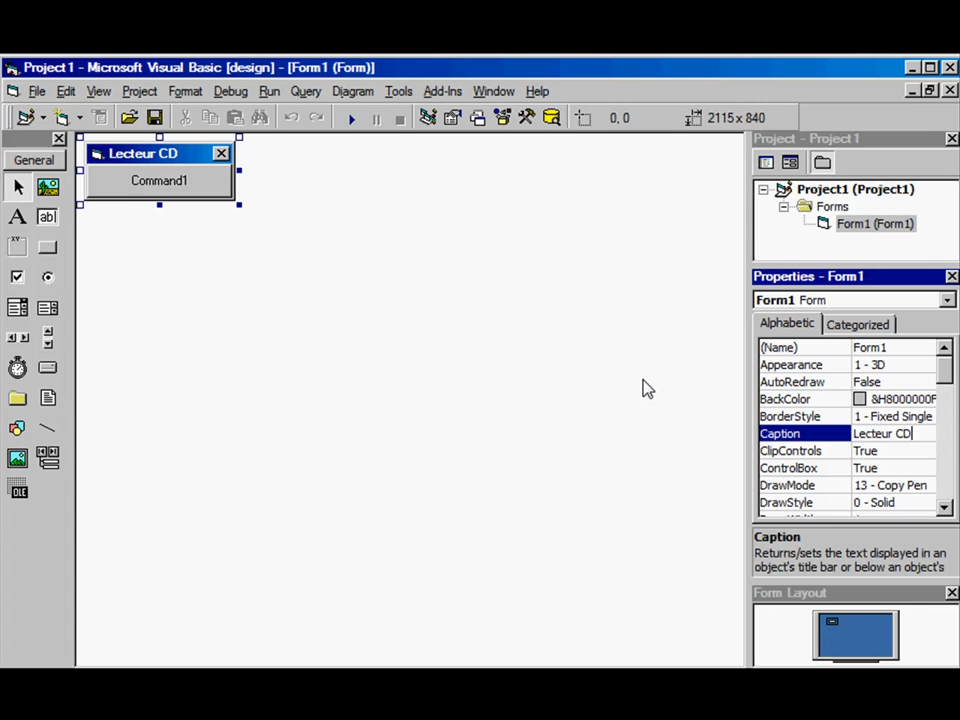 Project1 - Microsoft Visual Basic [design] - [Form1 (Form)]
File Edit View Project Format Debug Run Query Diagram Tools Add-Ins Window Help
0, 0 2115 x 840
General
A
ab|
XY
OLE
Lecteur CD
Command1
Project - Project1
Project1 (Project1)
Forms
Form1 (Form1)
Properties - Form1
Form1 Form
Alphabetic Categorized
(Name) Form1
Appearance 1 - 3D
AutoRedraw False
BackColor &H8000000F
BorderStyle 1 - Fixed Single
Caption Lecteur CD
ClipControls True
ControlBox True
DrawMode 13 - Copy Pen
DrawStyle 0 - Solid
Caption
Returns/sets the text displayed in an
object's title bar or below an object's
Form Layout